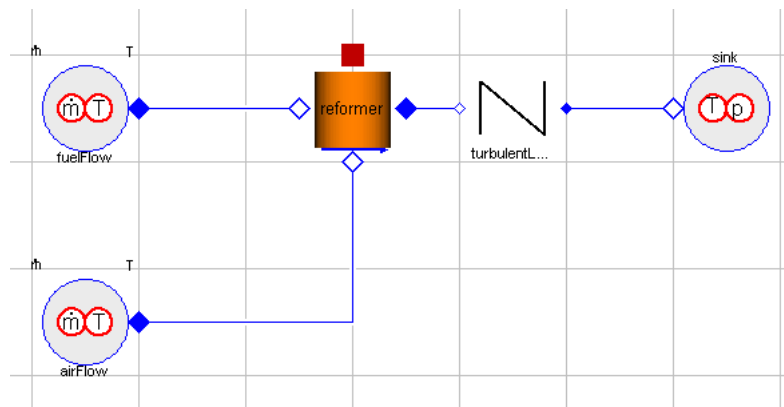 sink
ṁ T
ṁ T
reformer
T p
fuelFlow
turbulentL...
ṁ T
ṁ T
airFlow